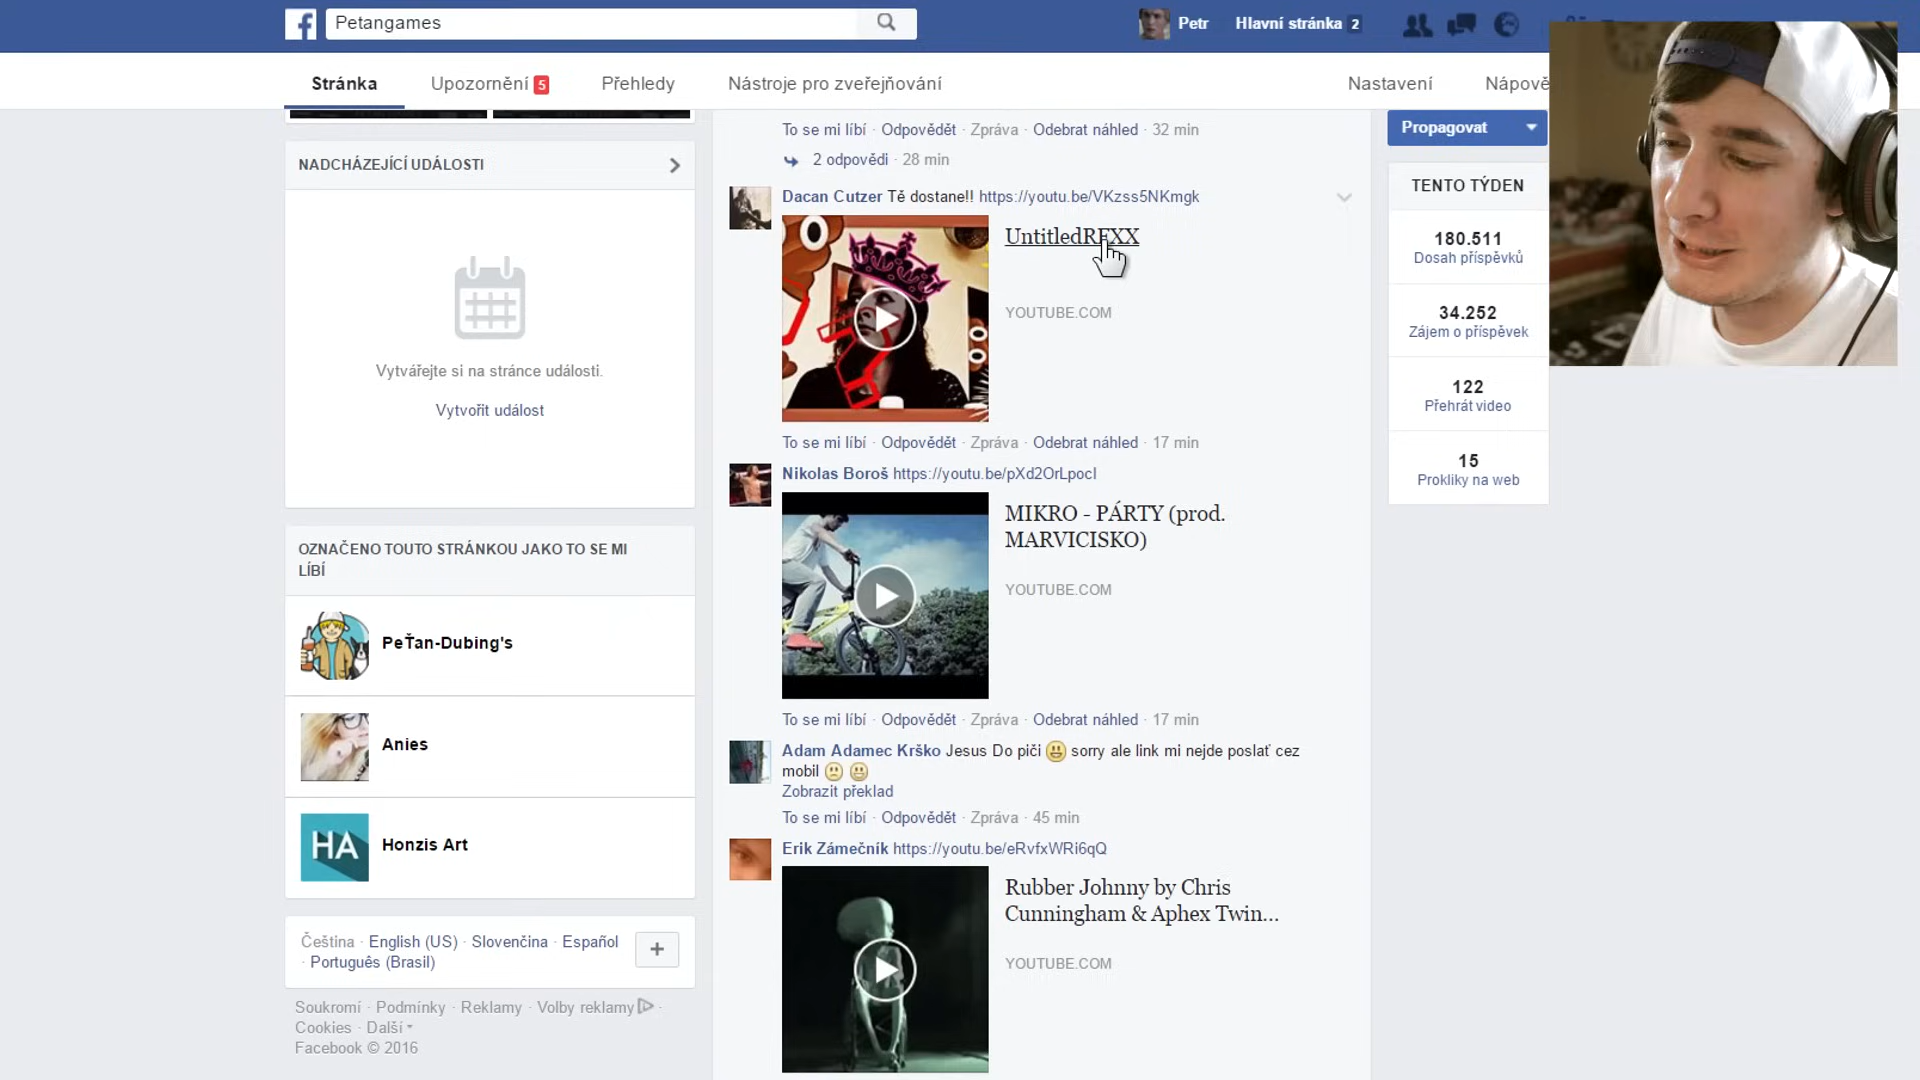 Petangames
Petr
Hlavní stránka 2
Stránka
Upozornění 5
Přehledy
Nástroje pro zveřejňování
Nastavení
NADCHÁZEJÍCÍ UDÁLOSTI
Vytvářejte si na stránce události.
Vytvořit událost
OZNAČENO TOUTO STRÁNKOU JAKO TO SE MI
LÍBÍ
PeŤan-Dubing's
Anies
HA
Honzis Art
Čeština · English (US) · Slovenčina · Español
· Português (Brasil)
Soukromí · Podmínky · Reklamy · Volby reklamy ·
Cookies · Další
Facebook © 2016
To se mi líbí · Odpovědět · Zpráva · Odebrat náhled · 32 min
2 odpovědi · 28 min
Dacan Cutzer Tě dostane!! https://youtu.be/VKzss5NKmgk
UntitledRFXX
YOUTUBE.COM
To se mi líbí · Odpovědět · Zpráva · Odebrat náhled · 17 min
Nikolas Boroš https://youtu.be/pXd2OrLpocI
MIKRO - PÁRTY (prod.
MARVICISKO)
YOUTUBE.COM
To se mi líbí · Odpovědět · Zpráva · Odebrat náhled · 17 min
Adam Adamec Krško Jesus Do piči sorry ale link mi nejde poslať cez
mobil
Zobrazit překlad
To se mi líbí · Odpovědět · Zpráva · 45 min
Erik Zámečník https://youtu.be/eRvfxWRi6qQ
Rubber Johnny by Chris
Cunningham & Aphex Twin...
YOUTUBE.COM
Propagovat
TENTO TÝDEN
180.511
Dosah příspěvků
34.252
Zájem o příspěvek
122
Přehrát video
15
Prokliky na web